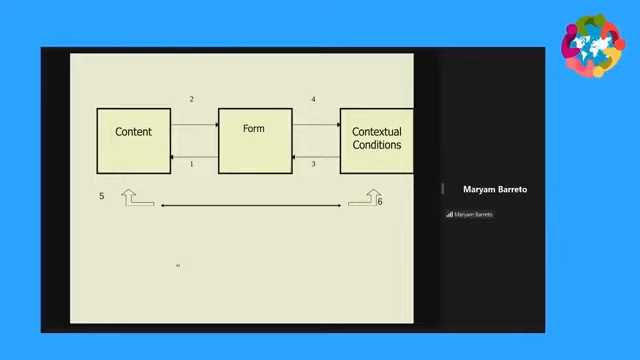 2
4
Content
Form
Contextual
Conditions
1
3
5
6
Maryam Barreto
Maryam Barreto